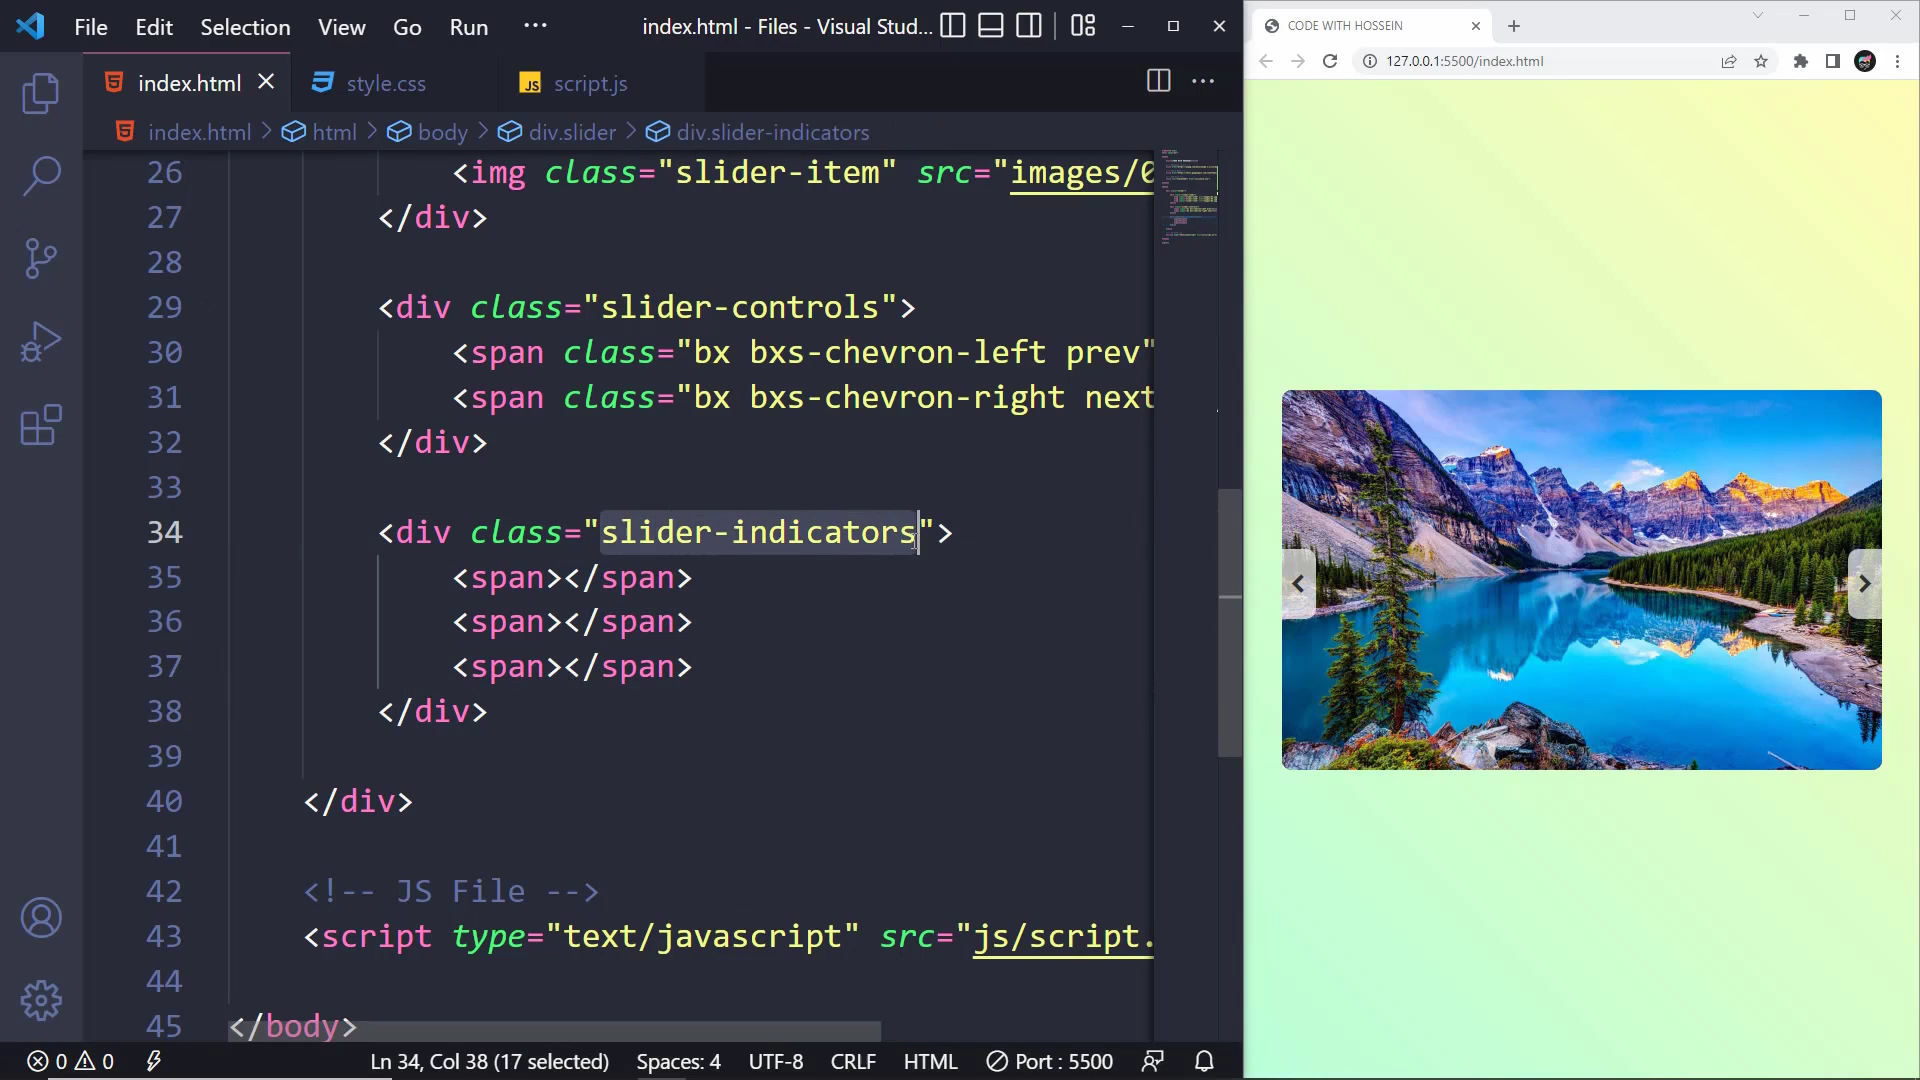 File Edit Selection View Go Run ··· index.html - Files - Visual Stud...
index.html style.css JS script.js
index.html > html > body > div.slider > div.slider-indicators
26 <img class="slider-item" src="images/0
27 </div>
28
29 <div class="slider-controls">
30 <span class="bx bxs-chevron-left prev"
31 <span class="bx bxs-chevron-right next
32 </div>
33
34 <div class="slider-indicators">
35 <span></span>
36 <span></span>
37 <span></span>
38 </div>
39
40 </div>
41
42 <!-- JS File -->
43 <script type="text/javascript" src="js/script.
44
45 </body>
0 0 Ln 34, Col 38 (17 selected) Spaces: 4 UTF-8 CRLF HTML Port : 5500
CODE WITH HOSSEIN
127.0.0.1:5500/index.html